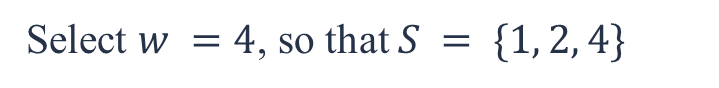 Select w = 4, so that S = {1, 2, 4}